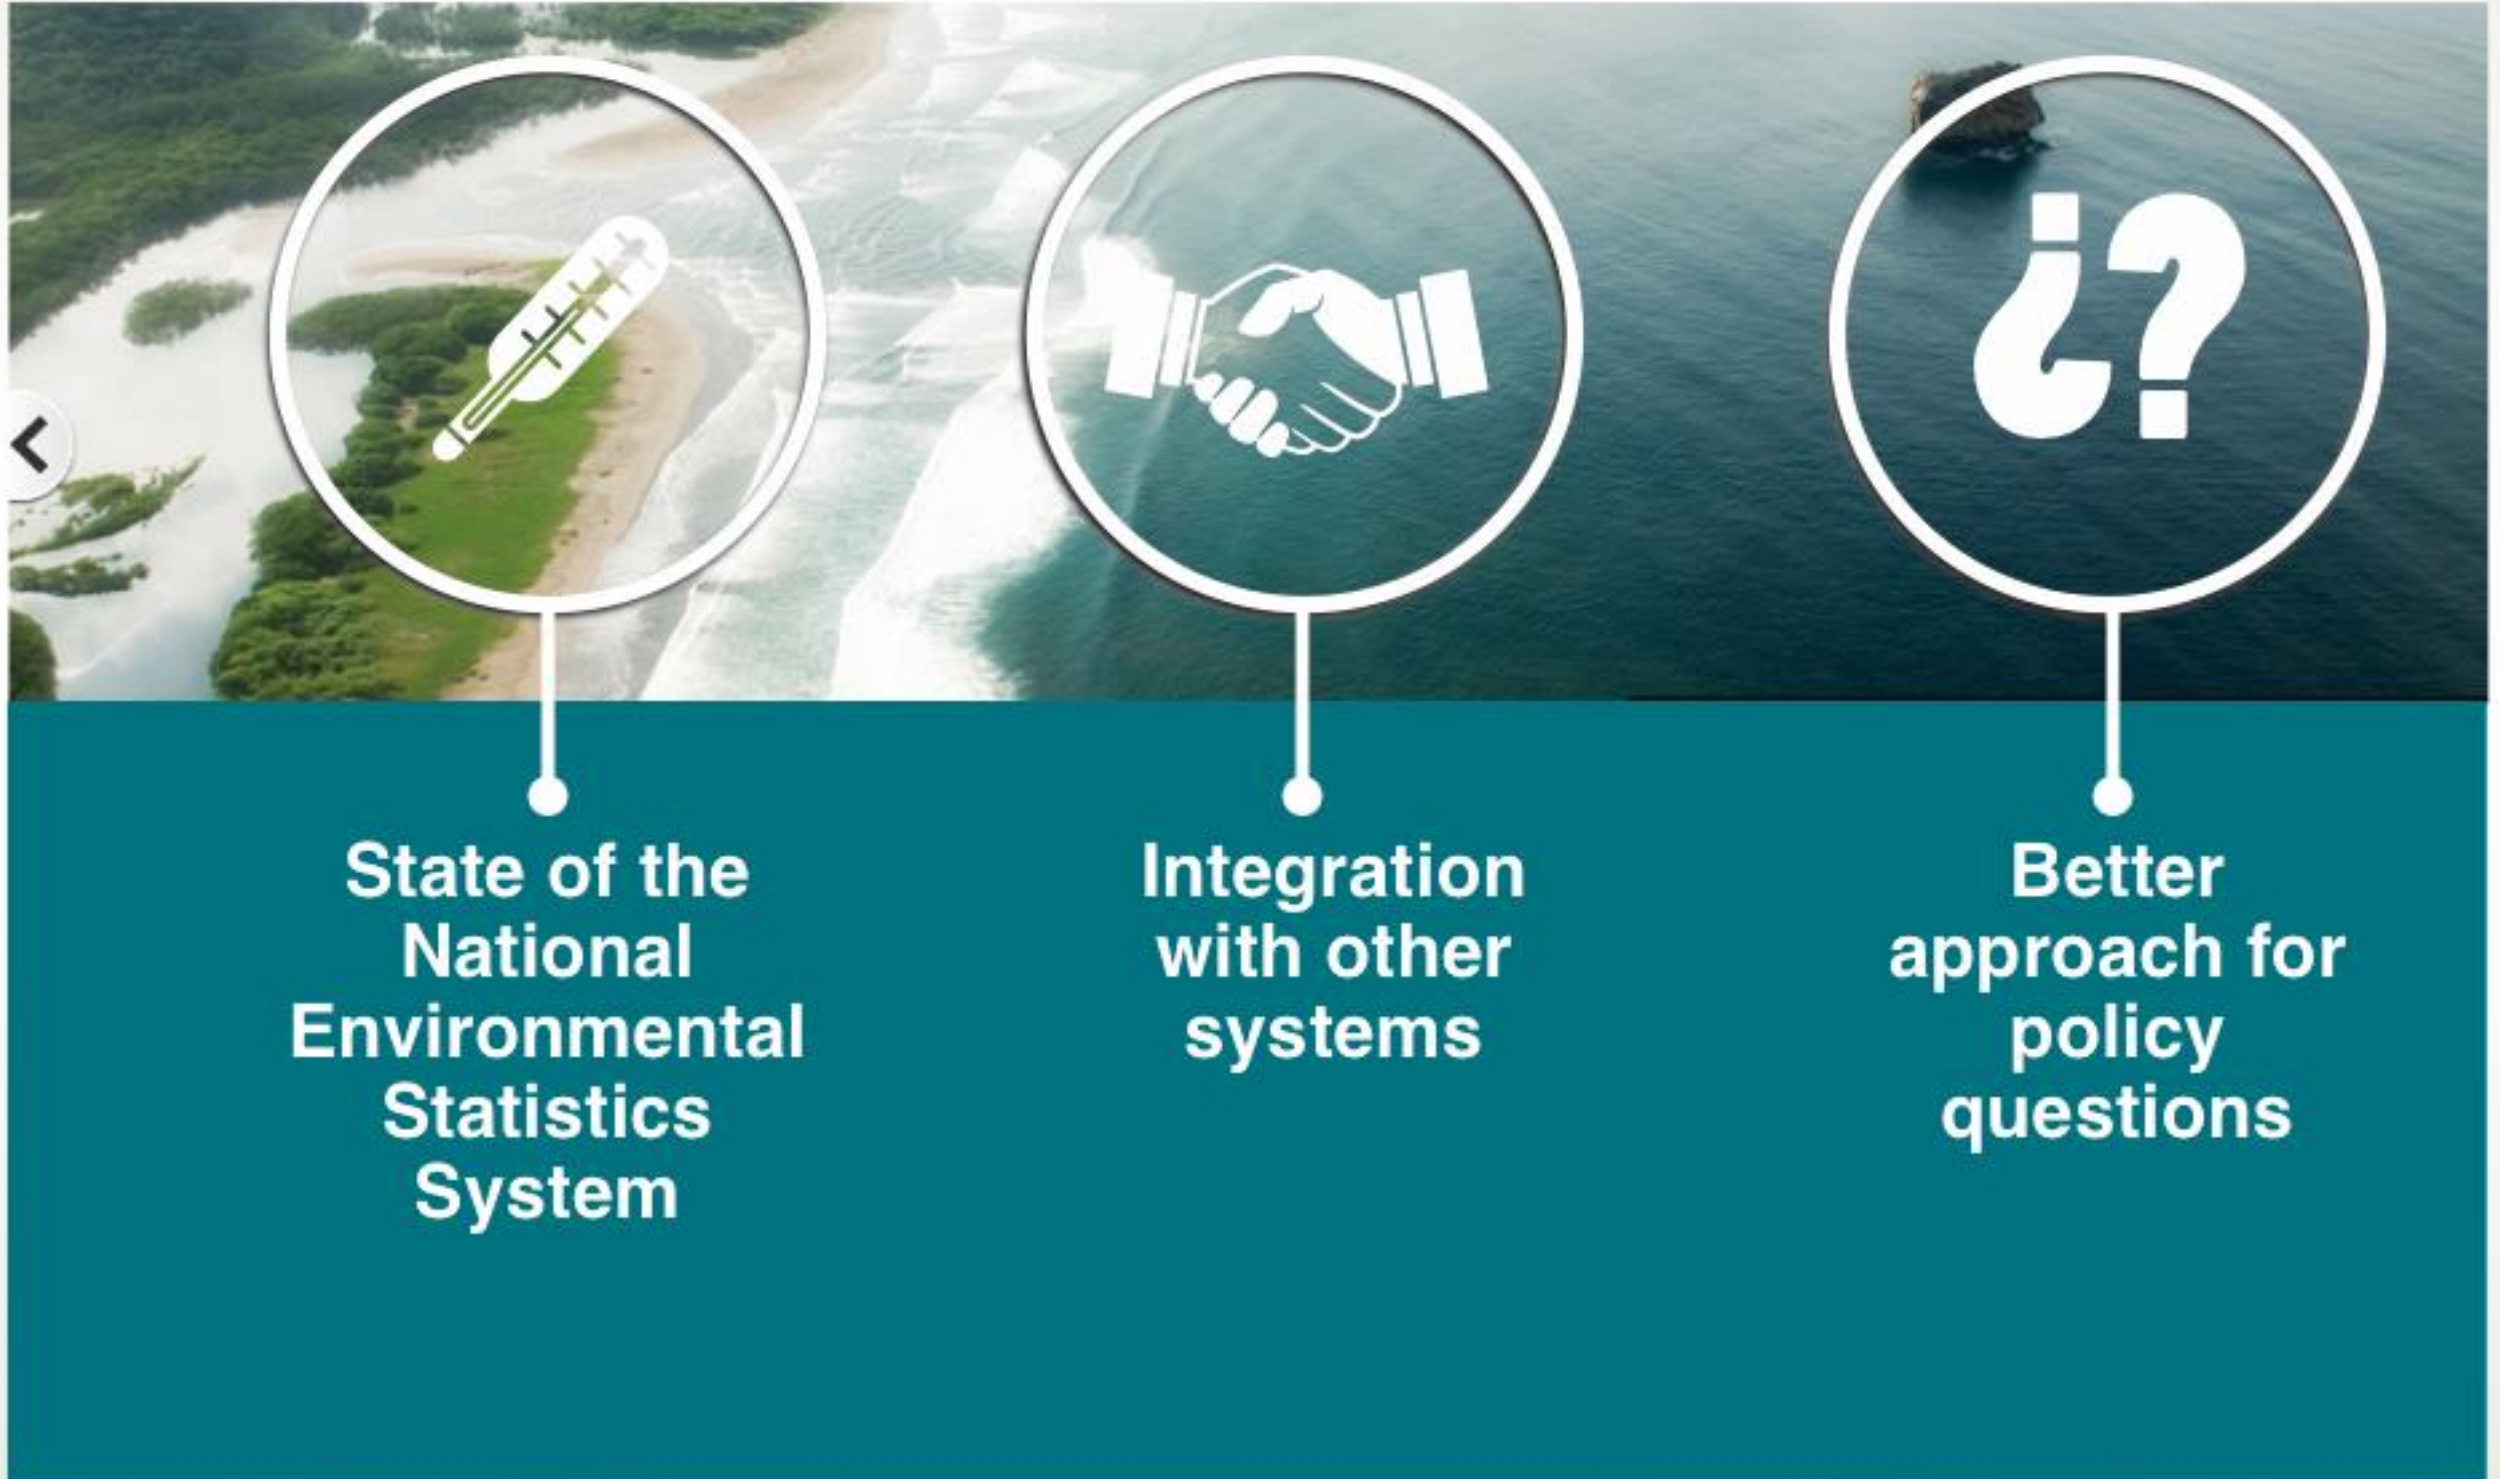 ¿?
State of the
National
Environmental
Statistics
System
Integration
with other
systems
Better
approach for
policy
questions